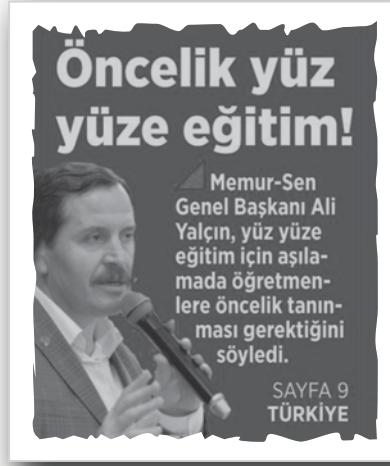 Öncelik yüz
yüze eğitim!
Memur-Sen
Genel Başkanı Ali
Yalçın, yüz yüze
eğitim için aşıla-
mada öğretmen-
lere öncelik tanın-
ması gerektiğini
söyledi.
SAYFA 9
TÜRKİYE